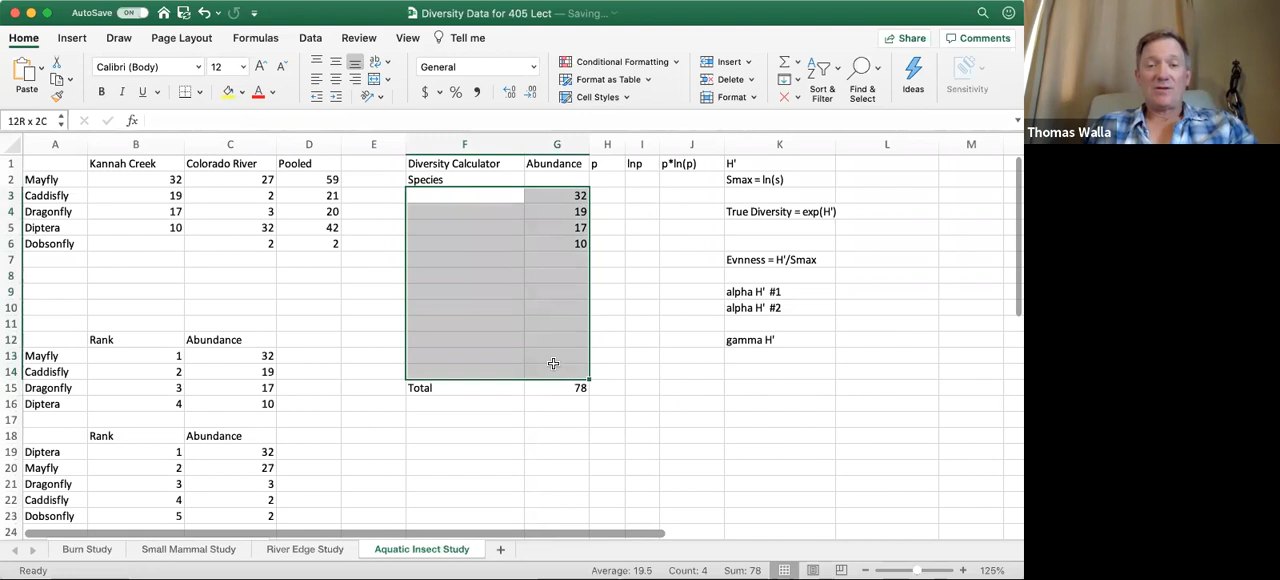 AutoSave ON Diversity Data for 405 Lect — Saving...
Home Insert Draw Page Layout Formulas Data Review View Tell me Share Comments
Paste Calibri (Body) 12 A A General Conditional Formatting Insert Sort & Filter Find & Select Ideas Sensitivity
B I U A $ % Format as Table Delete
Cell Styles Format
12R x 2C fx
A B C D E F G H I J K L M
1 Kannah Creek Colorado River Pooled Diversity Calculator Abundance p lnp p*ln(p) H'
2 Mayfly 32 27 59 Species Smax = ln(s)
3 Caddisfly 19 2 21 32
4 Dragonfly 17 3 20 19 True Diversity = exp(H')
5 Diptera 10 32 42 17
6 Dobsonfly 2 2 10
7 Evnness = H'/Smax
8
9 alpha H' #1
10 alpha H' #2
11
12 Rank Abundance gamma H'
13 Mayfly 1 32
14 Caddisfly 2 19
15 Dragonfly 3 17 Total 78
16 Diptera 4 10
17
18 Rank Abundance
19 Diptera 1 32
20 Mayfly 2 27
21 Dragonfly 3 3
22 Caddisfly 4 2
23 Dobsonfly 5 2
24
Burn Study Small Mammal Study River Edge Study Aquatic Insect Study +
Ready Average: 19.5 Count: 4 Sum: 78 125%
Thomas Walla